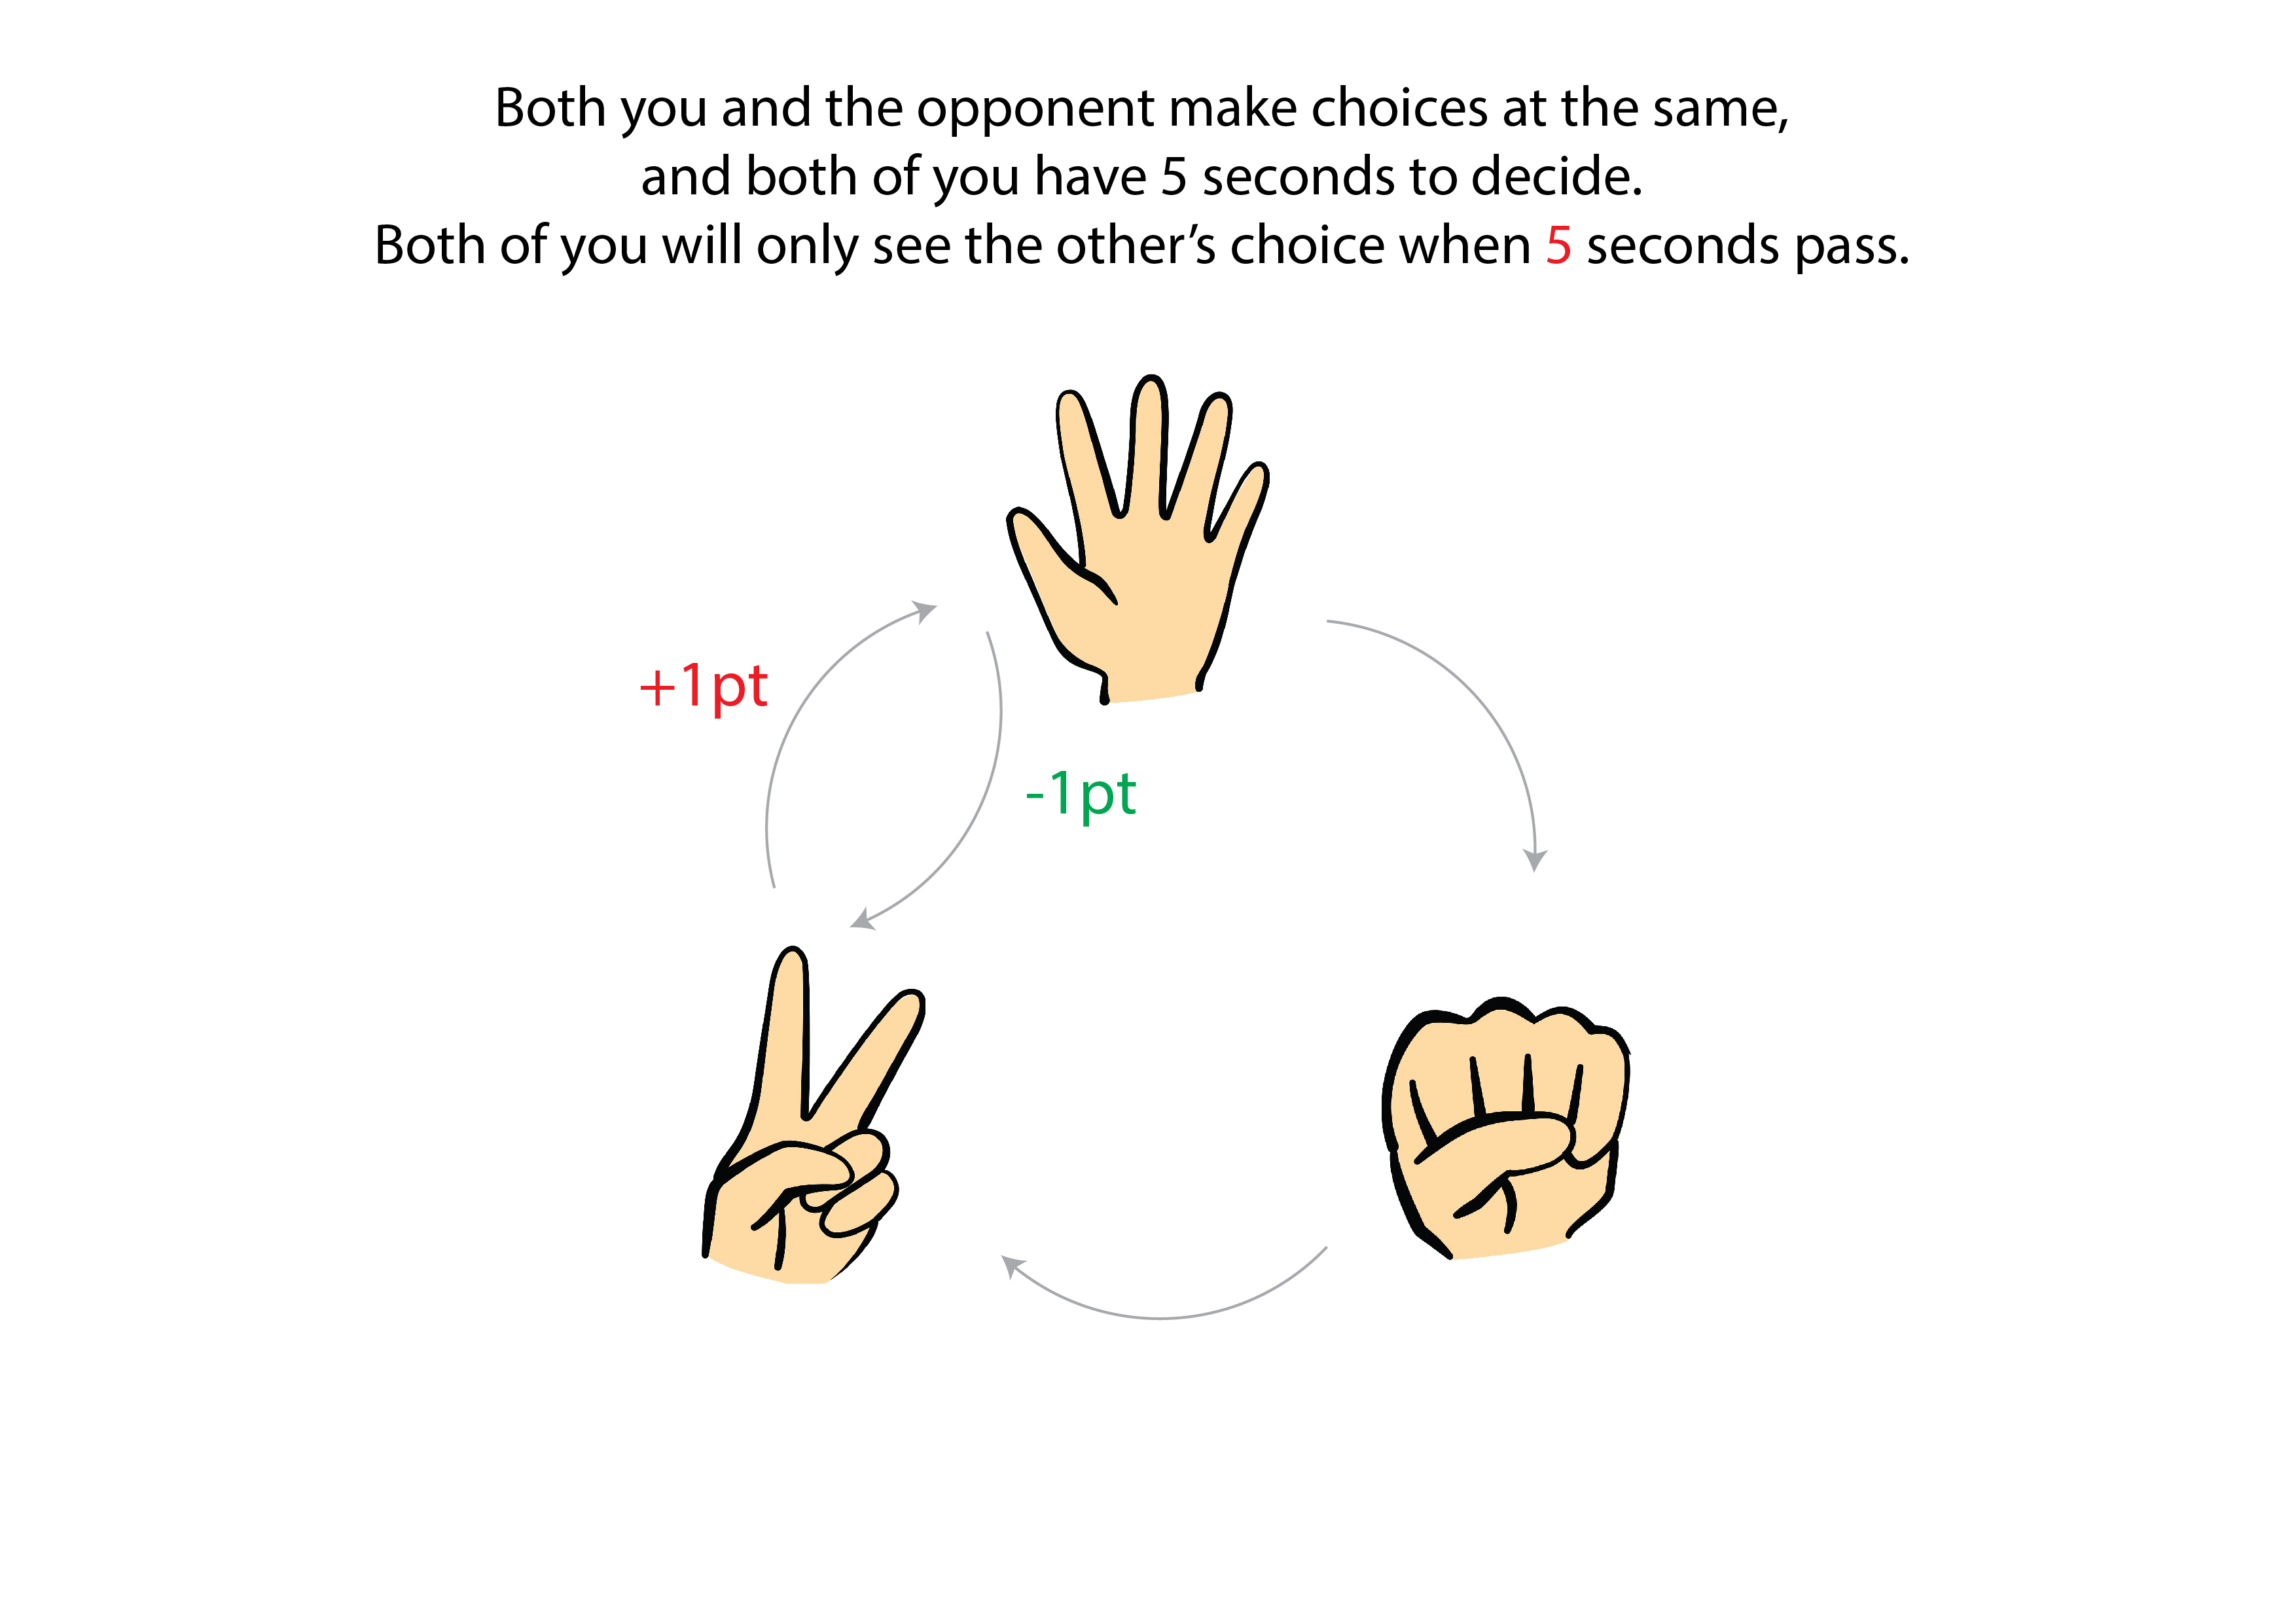 Both you and the opponent make choices at the same,
and both of you have 5 seconds to decide.
Both of you will only see the other’s choice when 5 seconds pass.
+1pt
-1pt